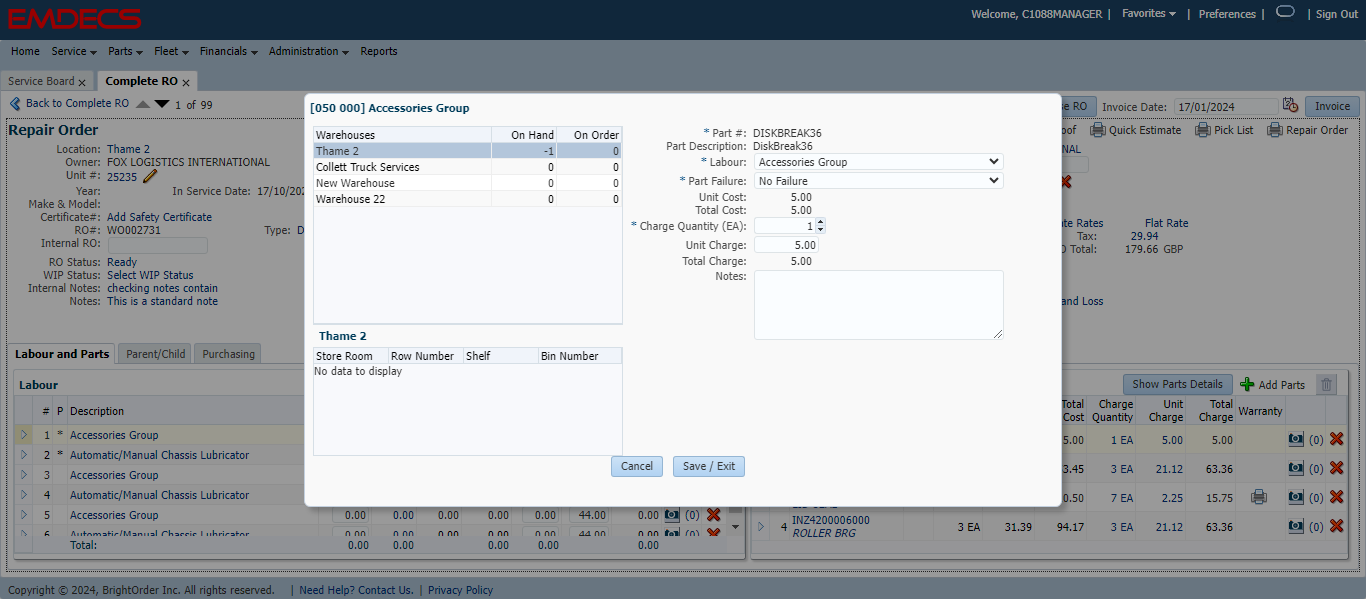 EMDECS
Welcome, C1088MANAGER | Favorites | Preferences | | Sign Out
Home Service Parts Fleet Financials Administration Reports
Service Board x Complete RO x
Back to Complete RO 1 of 99
RO Invoice Date: 17/01/2024 Invoice
Quick Estimate Pick List Repair Order
Repair Order
Location: Thame 2
Owner: FOX LOGISTICS INTERNATIONAL
Unit #: 25235
Year: In Service Date: 17/10/202
Make & Model:
Certificate#: Add Safety Certificate
RO#: WO002731 Type: D
Internal RO:
RO Status: Ready
WIP Status: Select WIP Status
Internal Notes: checking notes contain
Notes: This is a standard note
Rates Flat Rate
Tax: 29.94
Total: 179.66 GBP
and Loss
[050 000] Accessories Group
Warehouses On Hand On Order
Thame 2 -1 0
Collett Truck Services 0 0
New Warehouse 0 0
Warehouse 22 0 0
Thame 2
Store Room Row Number Shelf Bin Number
No data to display
* Part #: DISKBREAK36
Part Description: DiskBreak36
* Labour: Accessories Group
* Part Failure: No Failure
Unit Cost: 5.00
Total Cost: 5.00
* Charge Quantity (EA): 1
Unit Charge: 5.00
Total Charge: 5.00
Notes:
Cancel Save / Exit
Labour and Parts Parent/Child Purchasing
Labour
# P Description
1 * Accessories Group
2 * Automatic/Manual Chassis Lubricator
3 Accessories Group
4 Automatic/Manual Chassis Lubricator
5 Accessories Group 0.00 0.00 0.00 0.00 0.00 44.00 0.00 (0)
6 Automatic/Manual Chassis Lubricator 0.00 0.00 0.00 0.00 0.00 44.00 0.00 (0)
Total: 0.00 0.00 0.00 0.00 0.00 0.00
Show Parts Details Add Parts
Total Cost Charge Quantity Unit Charge Total Charge Warranty
5.00 1 EA 5.00 5.00 (0)
3.45 3 EA 21.12 63.36 (0)
0.50 7 EA 2.25 15.75 (0)
4 INZ4200006000 3 EA 31.39 94.17 3 EA 21.12 63.36 (0)
ROLLER BRG
Copyright © 2024, BrightOrder Inc. All rights reserved. | Need Help? Contact Us. | Privacy Policy